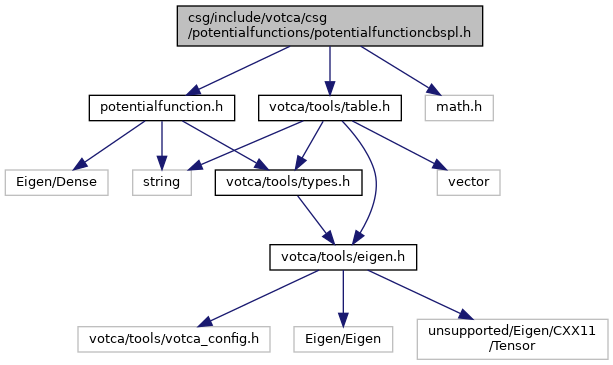 csg/include/votca/csg
/potentialfunctions/potentialfunctioncbspl.h
potentialfunction.h
votca/tools/table.h
math.h
Eigen/Dense
string
votca/tools/types.h
vector
votca/tools/eigen.h
votca/tools/votca_config.h
Eigen/Eigen
unsupported/Eigen/CXX11
/Tensor